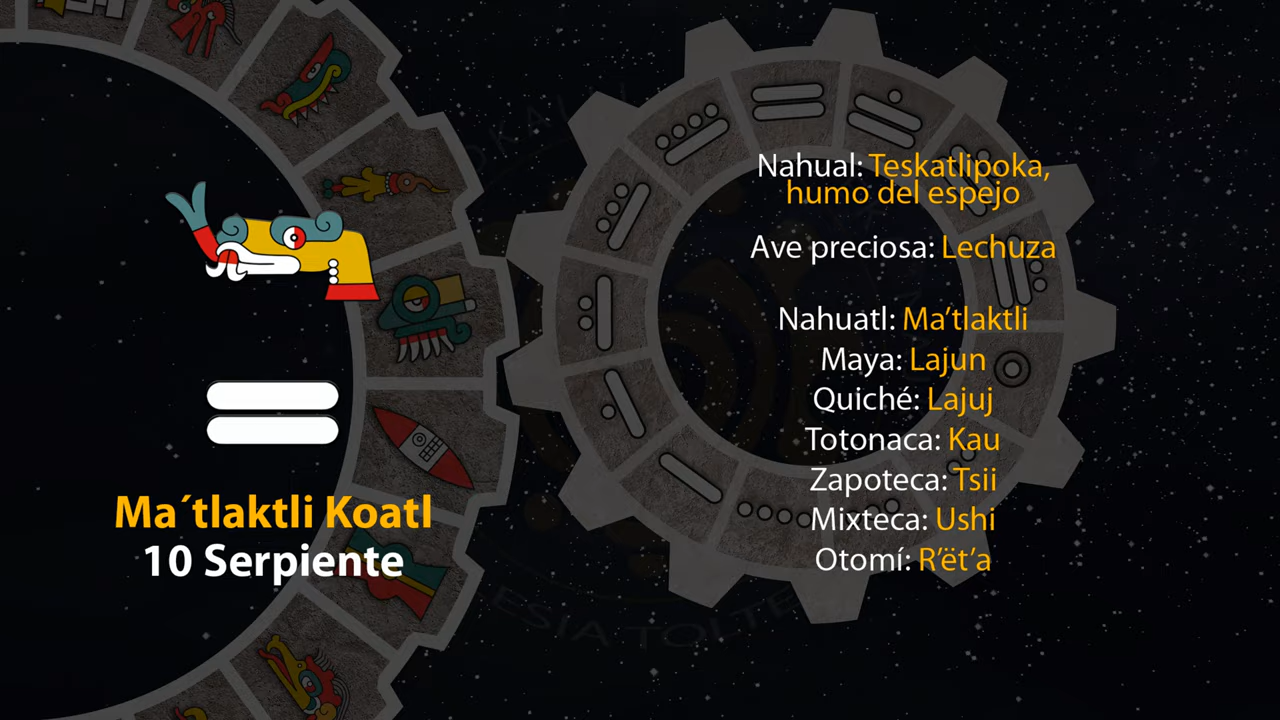 Ma´tlaktli Koatl
10 Serpiente
Nahual: Teskatlipoka,
humo del espejo
Ave preciosa: Lechuza
Nahuatl: Ma’tlaktli
Maya: Lajun
Quiché: Lajuj
Totonaca: Kau
Zapoteca: Tsii
Mixteca: Ushi
Otomí: R’ët’a